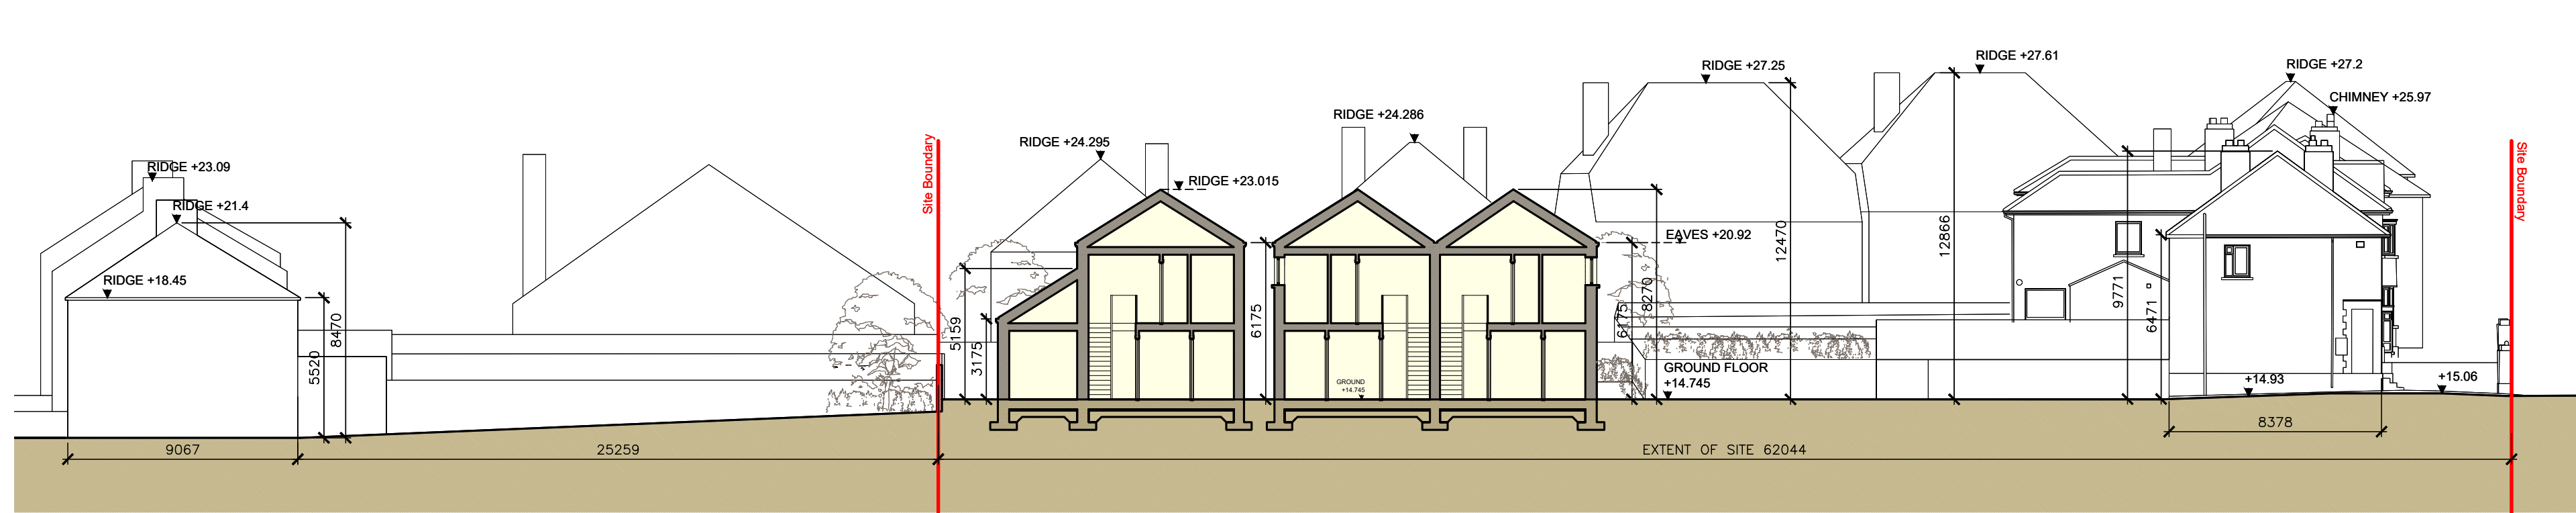 RIDGE +23.09
RIDGE +21.4
RIDGE +18.45
5520
8470
9067
25259
Site Boundary
RIDGE +24.295
RIDGE +23.015
5159
3175
6175
RIDGE +24.286
GROUND
+14.745
EAVES +20.92
6175
8270
GROUND FLOOR
+14.745
RIDGE +27.25
12470
RIDGE +27.61
12866
RIDGE +27.2
CHIMNEY +25.97
9771
6471
+14.93
+15.06
8378
EXTENT OF SITE 62044
Site Boundary